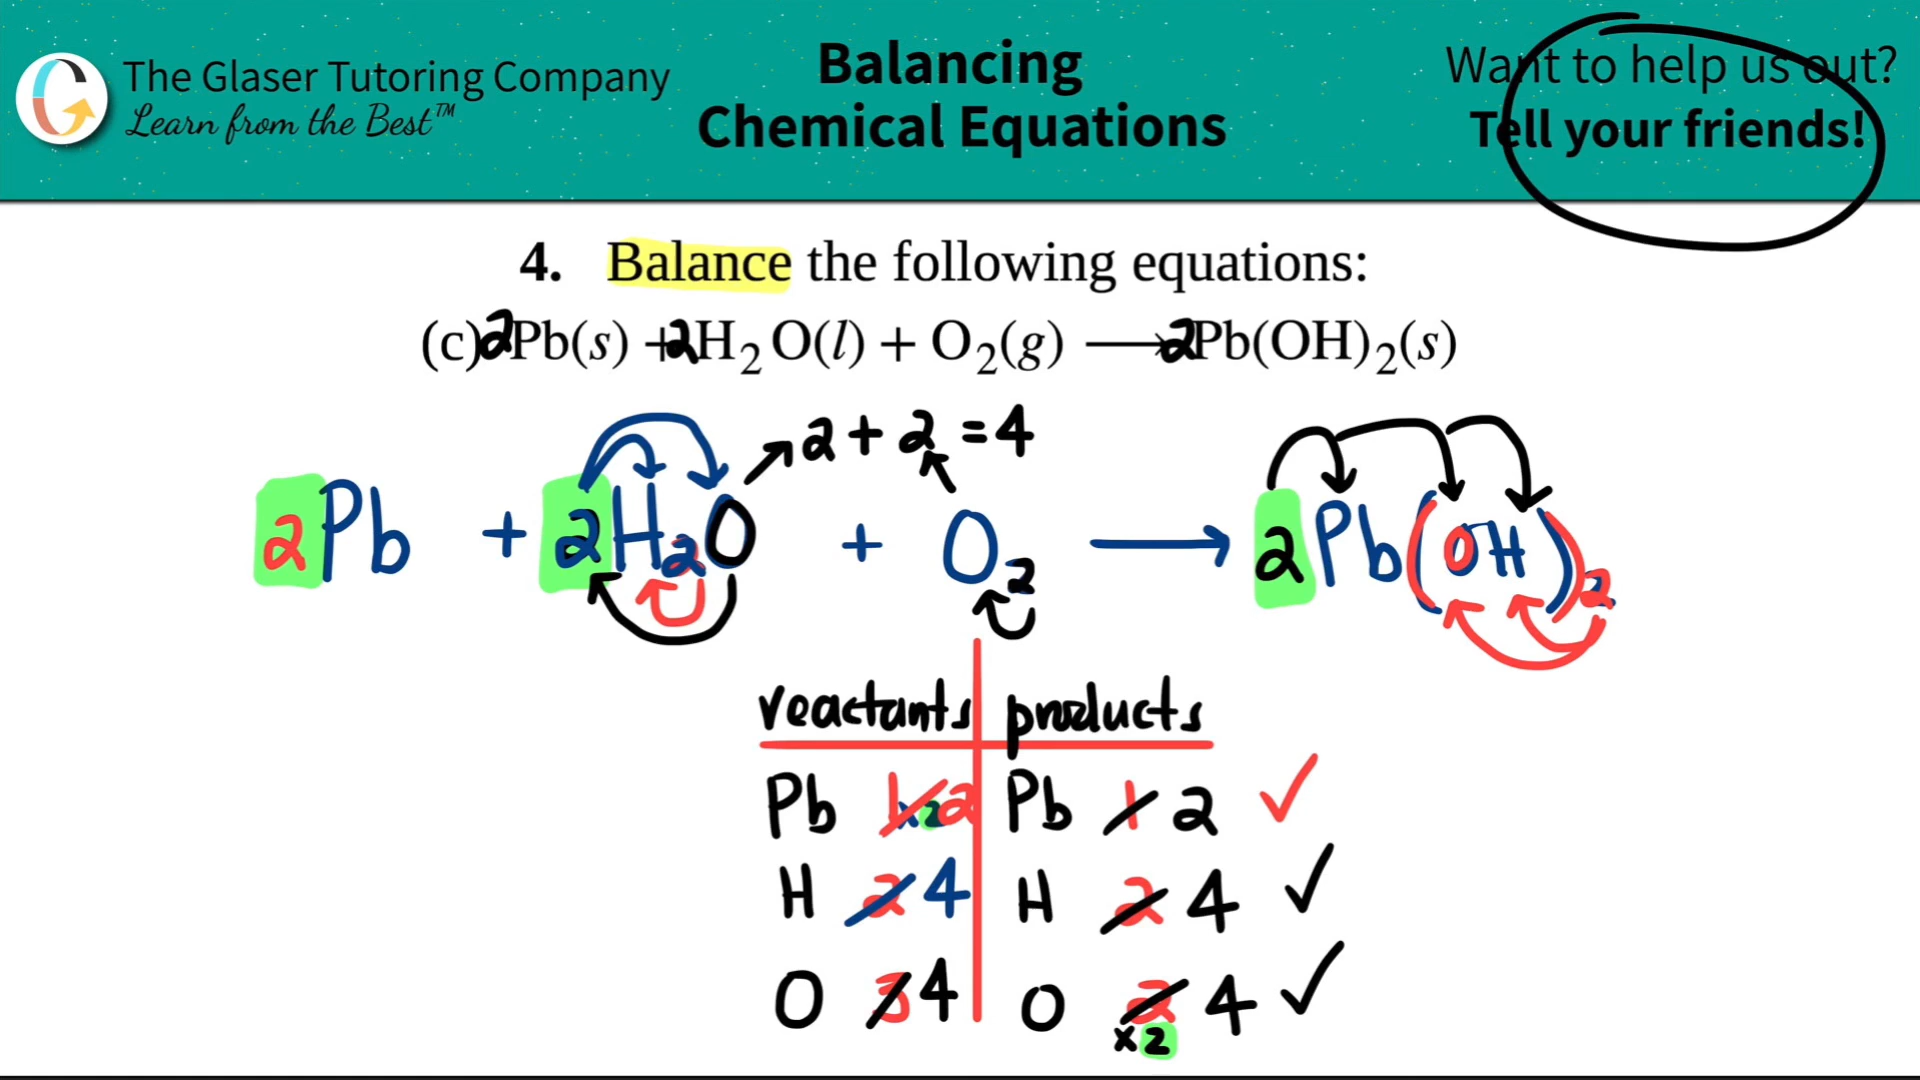 The Glaser Tutoring Company
Learn from the Best™
Balancing
Chemical Equations
Want to help us out?
Tell your friends!
4. Balance the following equations:
(c) 2Pb(s) + 2H₂O(l) + O₂(g) ⟶ 2Pb(OH)₂(s)
2 + 2 = 4
2Pb + 2H₂O + O₂ → 2Pb(OH)₂
reactants products
Pb 1 x2 2 Pb 1 2 ✓
H 2 4 H 2 4 ✓
O 3 4 O 2 4 ✓
x2